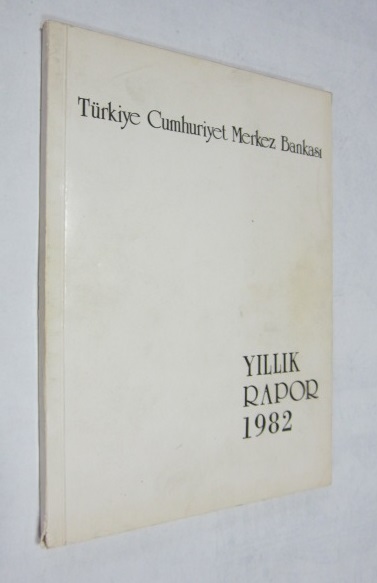 Türkiye Cumhuriyet Merkez Bankası
YILLIK
RAPOR
1982